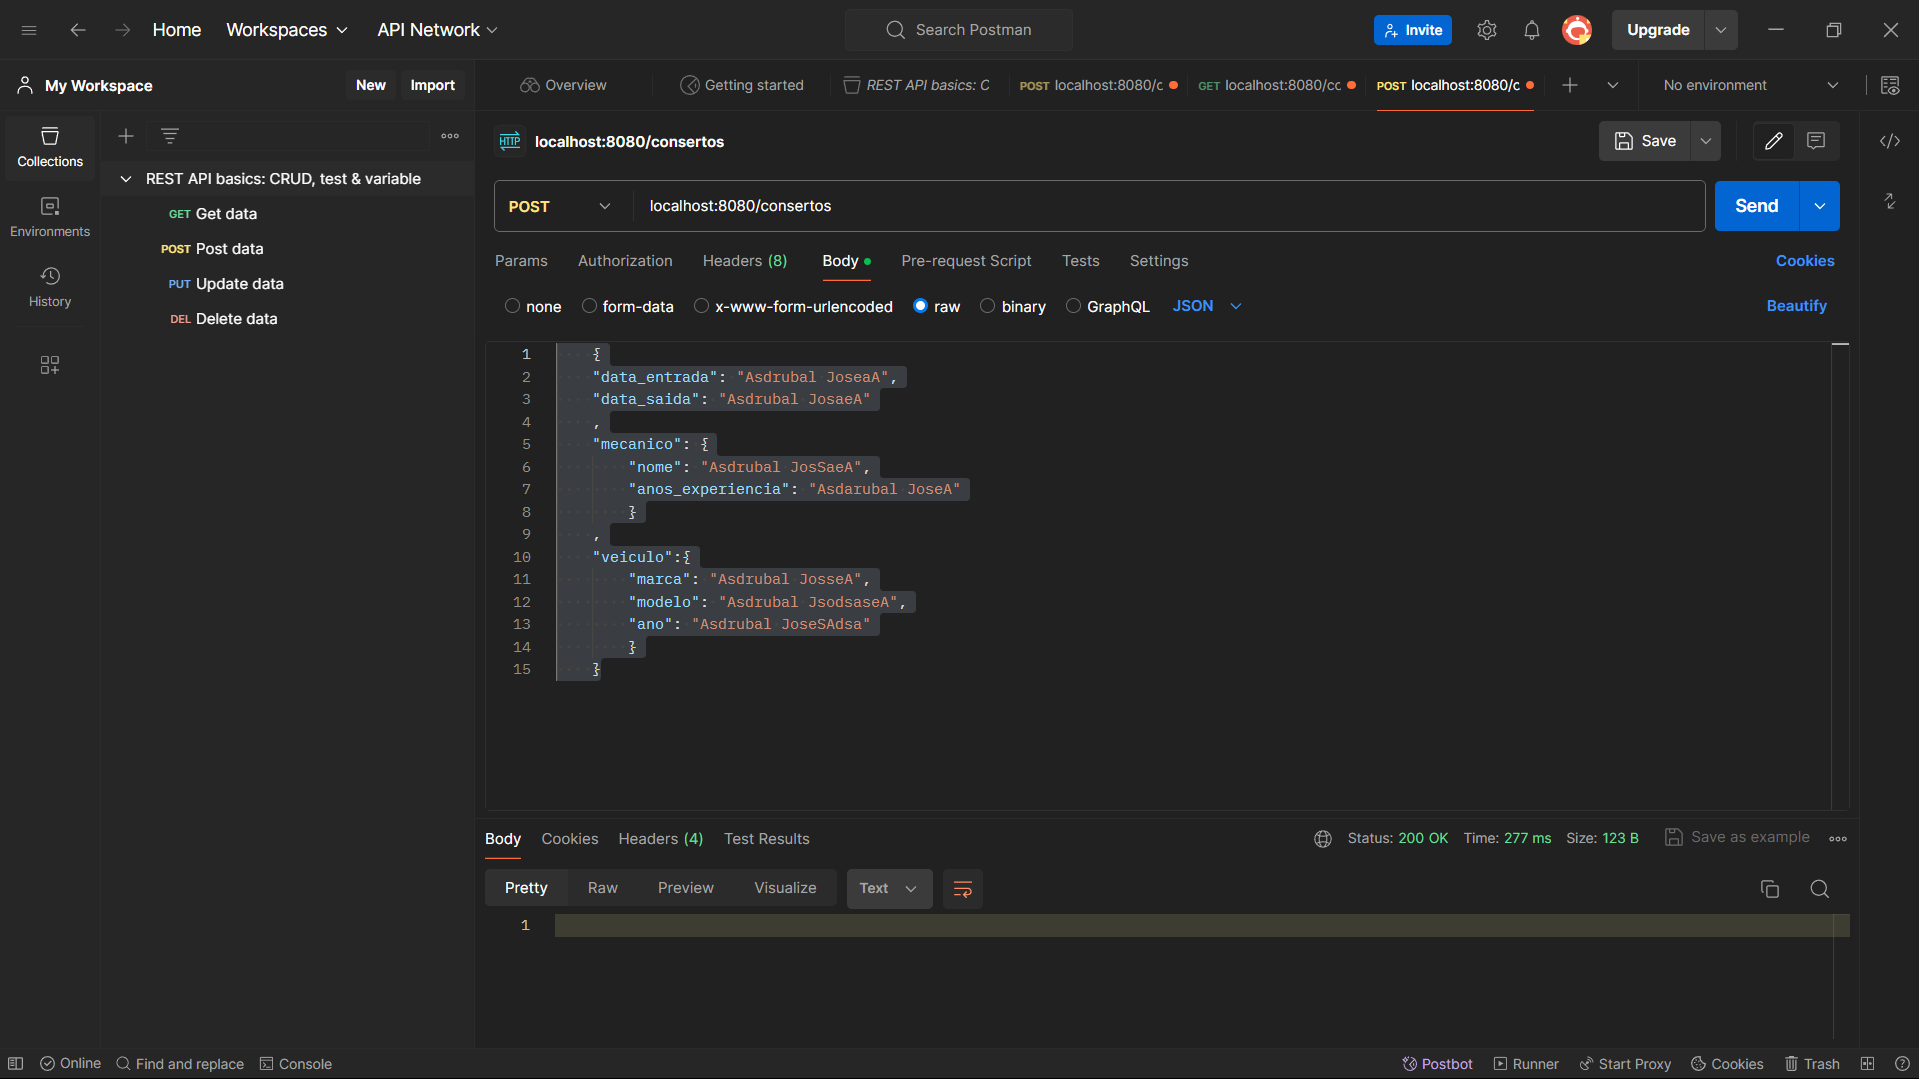 Home
Workspaces
API Network
Search Postman
Invite
Upgrade
My Workspace
New
Import
Overview
Getting started
REST API basics: C
POST localhost:8080/c
GET localhost:8080/cc
POST localhost:8080/c
No environment
Collections
Environments
History
REST API basics: CRUD, test & variable
GET Get data
POST Post data
PUT Update data
DEL Delete data
HTTP localhost:8080/consertos
Save
POST
localhost:8080/consertos
Send
Params
Authorization
Headers (8)
Body
Pre-request Script
Tests
Settings
Cookies
none
form-data
x-www-form-urlencoded
raw
binary
GraphQL
JSON
Beautify
1 {
2 "data_entrada": "Asdrubal JoseaA",
3 "data_saida": "Asdrubal JosaeA"
4 ,
5 "mecanico": {
6 "nome": "Asdrubal JosSaeA",
7 "anos_experiencia": "Asdarubal JoseA"
8 }
9 ,
10 "veiculo":{
11 "marca": "Asdrubal JosseA",
12 "modelo": "Asdrubal JsodsaseA",
13 "ano": "Asdrubal JoseSAdsa"
14 }
15 }
Body
Cookies
Headers (4)
Test Results
Status: 200 OK
Time: 277 ms
Size: 123 B
Save as example
Pretty
Raw
Preview
Visualize
Text
1
Online
Find and replace
Console
Postbot
Runner
Start Proxy
Cookies
Trash